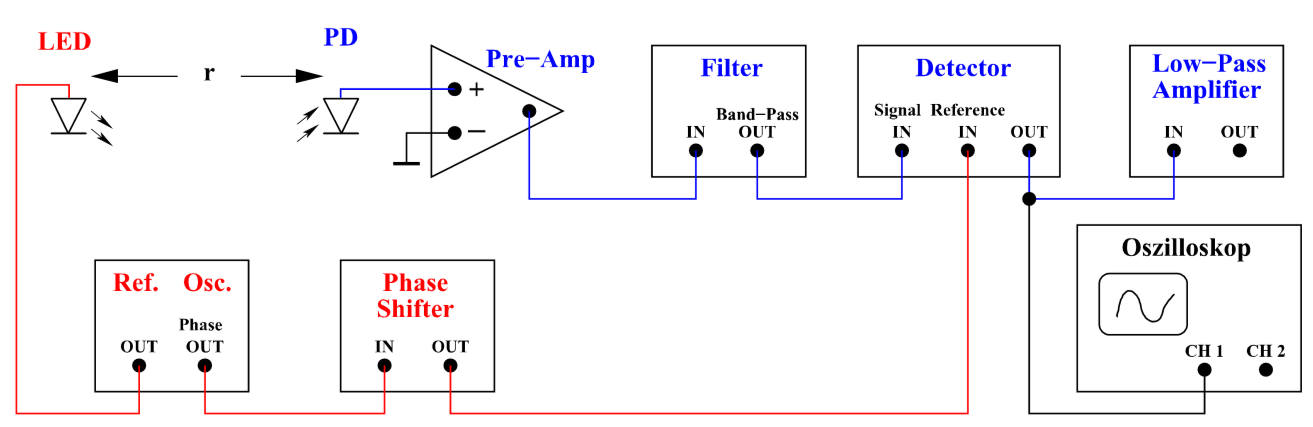 LED
r
PD
Pre−Amp
+
−
Filter
Band−Pass
IN OUT
Detector
Signal Reference
IN IN OUT
Low−Pass
Amplifier
IN OUT
Ref. Osc.
Phase
OUT OUT
Phase
Shifter
IN OUT
Oszilloskop
CH 1 CH 2